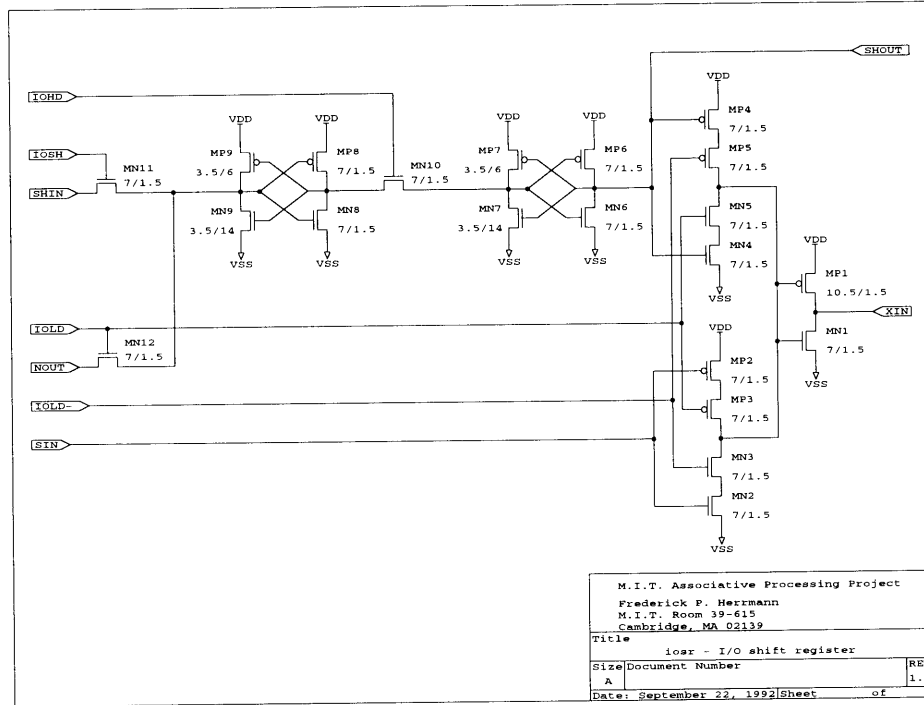 SHOUT
IOHD
IOSH
SHIN
MN11
7/1.5
VDD
VDD
MP9
3.5/6
MP8
7/1.5
MN9
3.5/14
MN8
7/1.5
VSS
VSS
MN10
7/1.5
VDD
VDD
MP7
3.5/6
MP6
7/1.5
MN7
3.5/14
MN6
7/1.5
VSS
VSS
VDD
MP4
7/1.5
MP5
7/1.5
MN5
7/1.5
MN4
7/1.5
VSS
VDD
MP1
10.5/1.5
XIN
MN1
7/1.5
VSS
IOLD
MN12
7/1.5
NOUT
IOLD-
SIN
VDD
MP2
7/1.5
MP3
7/1.5
MN3
7/1.5
MN2
7/1.5
VSS
M.I.T. Associative Processing Project
Frederick P. Herrmann
M.I.T. Room 39-615
Cambridge, MA 02139
Title
iosr - I/O shift register
Size Document Number RE
A 1.
Date: September 22, 1992 Sheet of